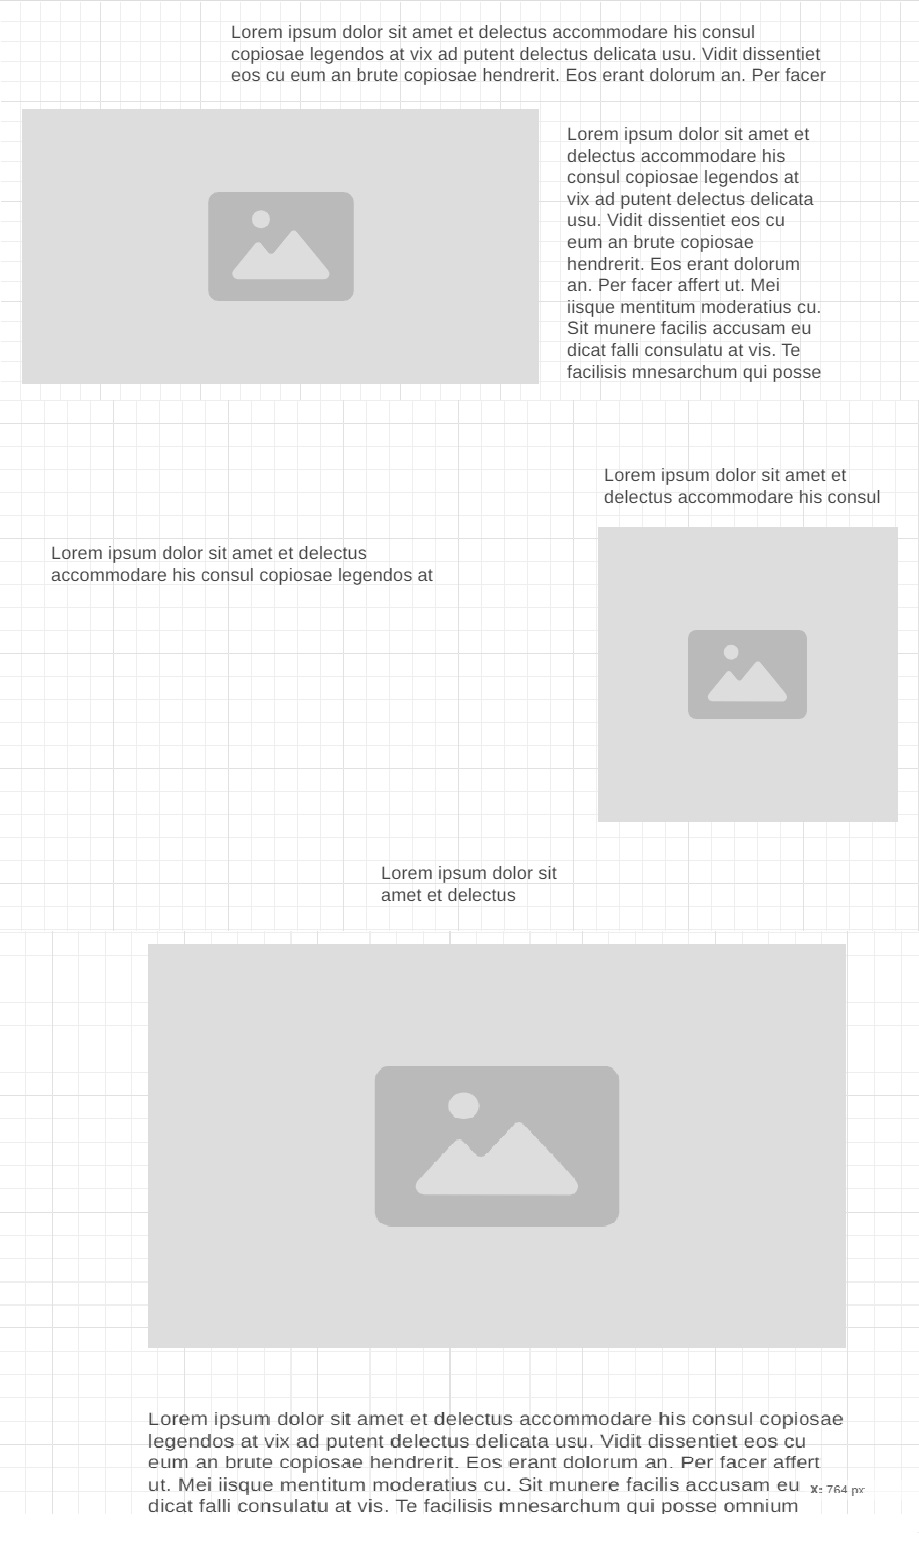 Lorem ipsum dolor sit amet et delectus accommodare his consul
copiosae legendos at vix ad putent delectus delicata usu. Vidit dissentiet
eos cu eum an brute copiosae hendrerit. Eos erant dolorum an. Per facer
Lorem ipsum dolor sit amet et
delectus accommodare his
consul copiosae legendos at
vix ad putent delectus delicata
usu. Vidit dissentiet eos cu
eum an brute copiosae
hendrerit. Eos erant dolorum
an. Per facer affert ut. Mei
iisque mentitum moderatius cu.
Sit munere facilis accusam eu
dicat falli consulatu at vis. Te
facilisis mnesarchum qui posse
Lorem ipsum dolor sit amet et
delectus accommodare his consul
Lorem ipsum dolor sit amet et delectus
accommodare his consul copiosae legendos at
Lorem ipsum dolor sit
amet et delectus
Lorem ipsum dolor sit amet et delectus accommodare his consul copiosae
legendos at vix ad putent delectus delicata usu. Vidit dissentiet eos cu
eum an brute copiosae hendrerit. Eos erant dolorum an. Per facer affert
ut. Mei iisque mentitum moderatius cu. Sit munere facilis accusam eu
X: 764 px
dicat falli consulatu at vis. Te facilisis mnesarchum qui posse omnium